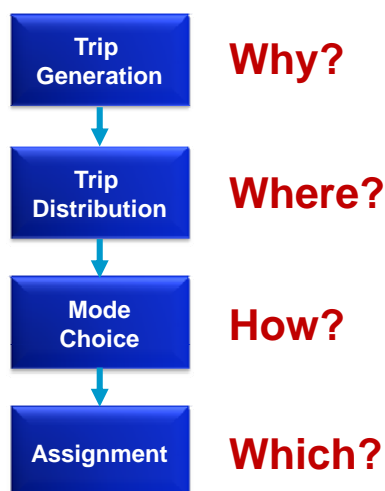 Trip
Generation
Why?
Trip
Distribution
Where?
Mode
Choice
How?
Assignment
Which?